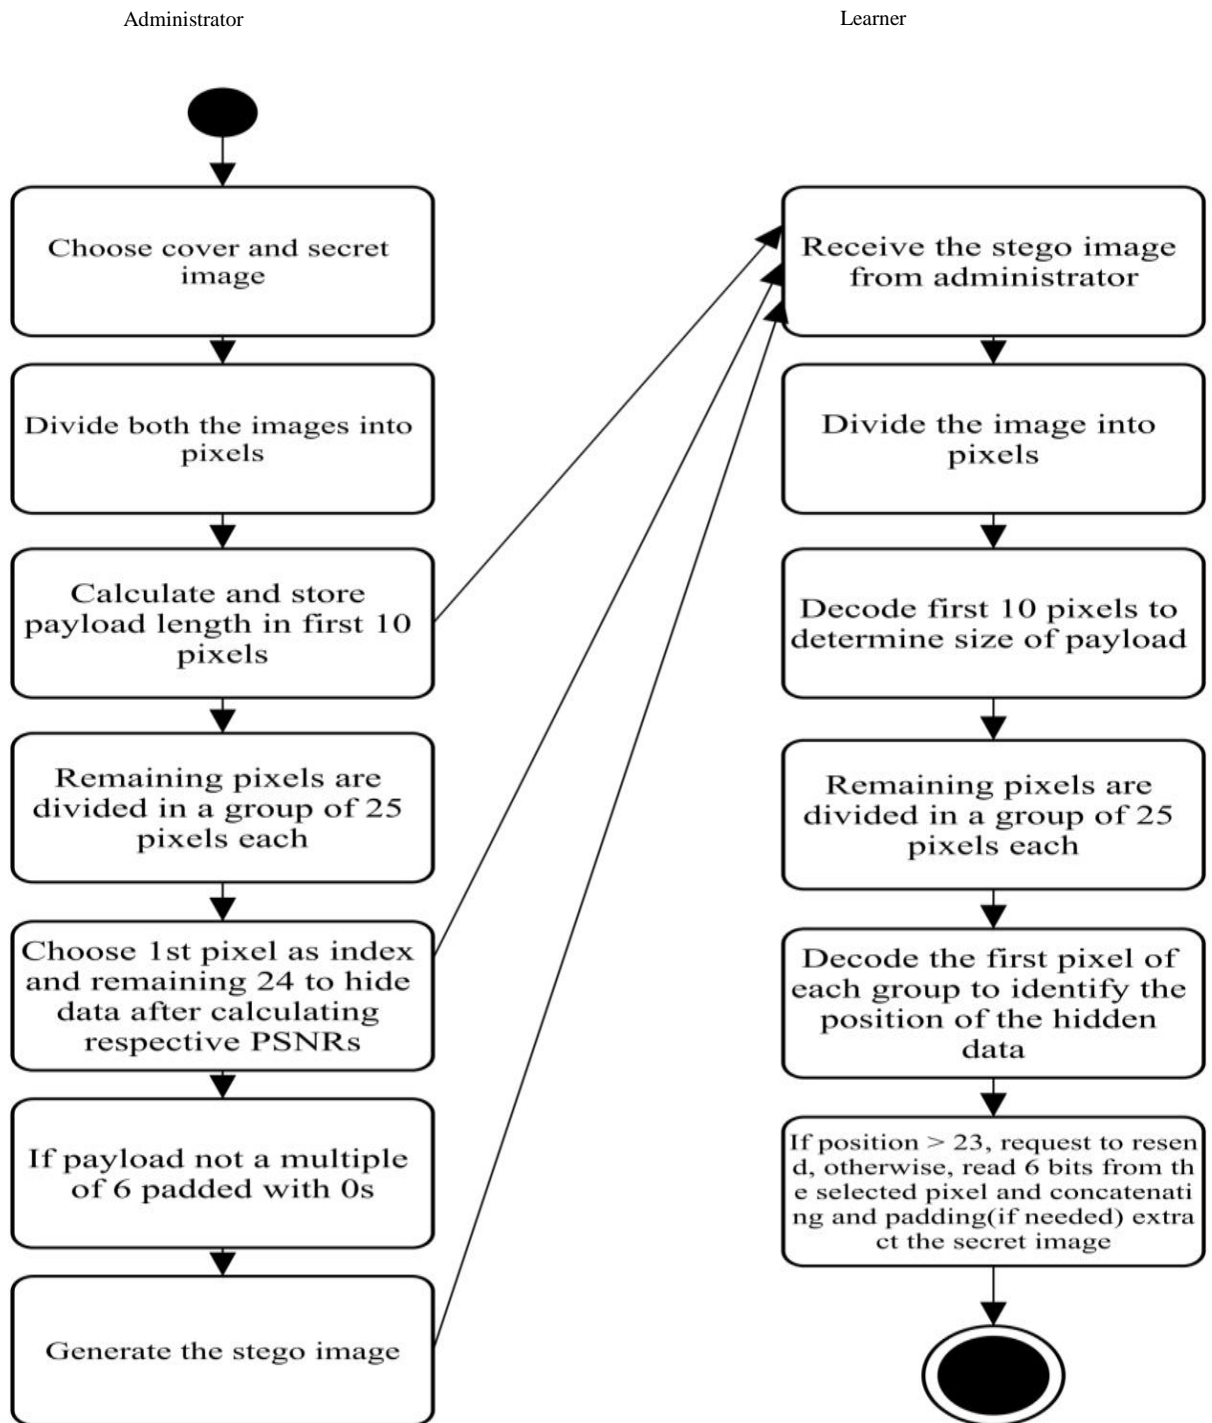 Administrator
Learner
Choose cover and secret
image
Divide both the images into
pixels
Calculate and store
payload length in first 10
pixels
Remaining pixels are
divided in a group of 25
pixels each
Choose 1st pixel as index
and remaining 24 to hide
data after calculating
respective PSNRs
If payload not a multiple
of 6 padded with 0s
Generate the stego image
Receive the stego image
from administrator
Divide the image into
pixels
Decode first 10 pixels to
determine size of payload
Remaining pixels are
divided in a group of 25
pixels each
Decode the first pixel of
each group to identify the
position of the hidden
data
If position > 23, request to resen
d, otherwise, read 6 bits from th
e selected pixel and concatenati
ng and padding(if needed) extra
ct the secret image